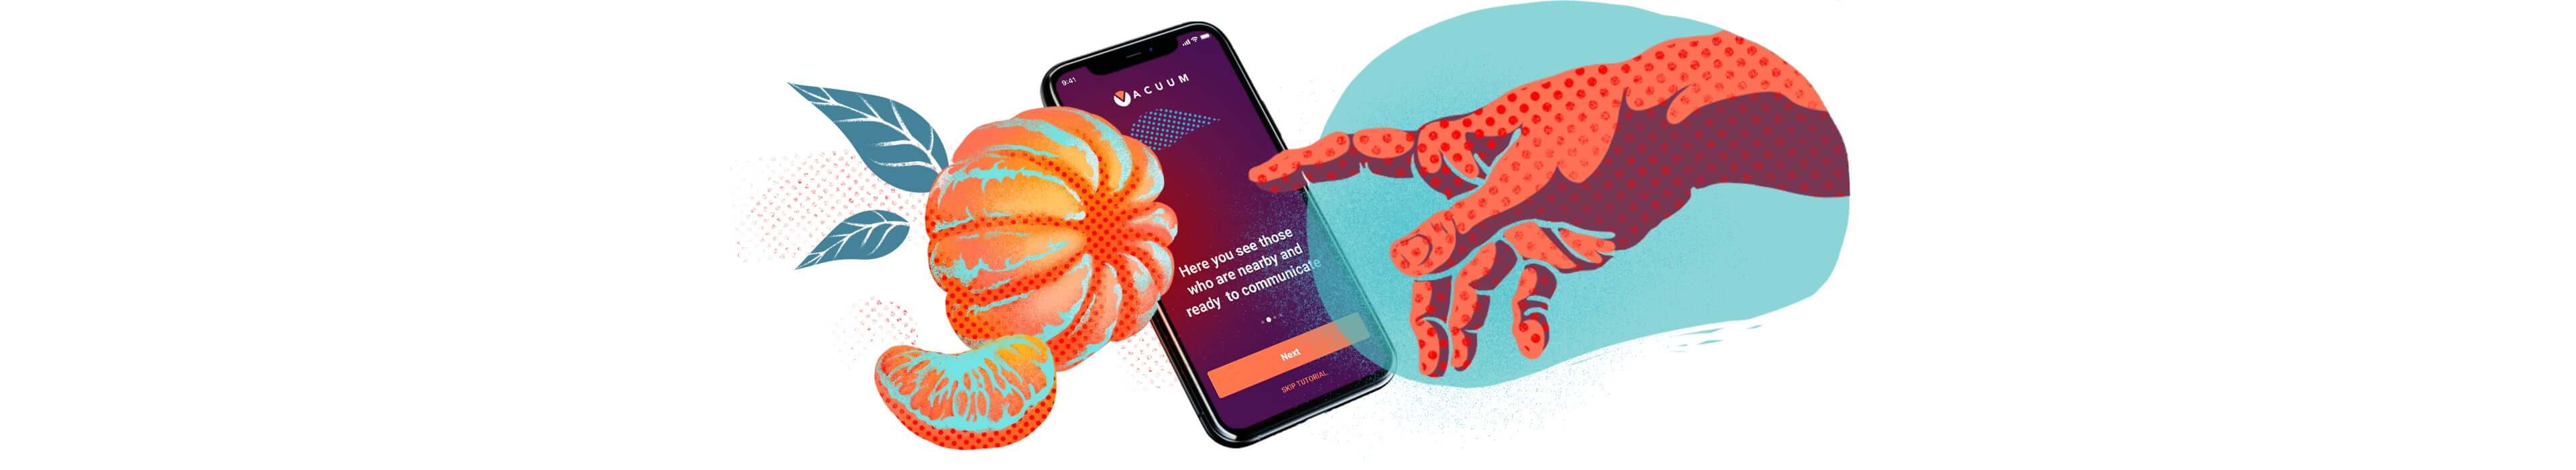 9:41
VACUUM
Here you see those
who are nearby and
ready to communicate
Next
SKIP TUTORIAL